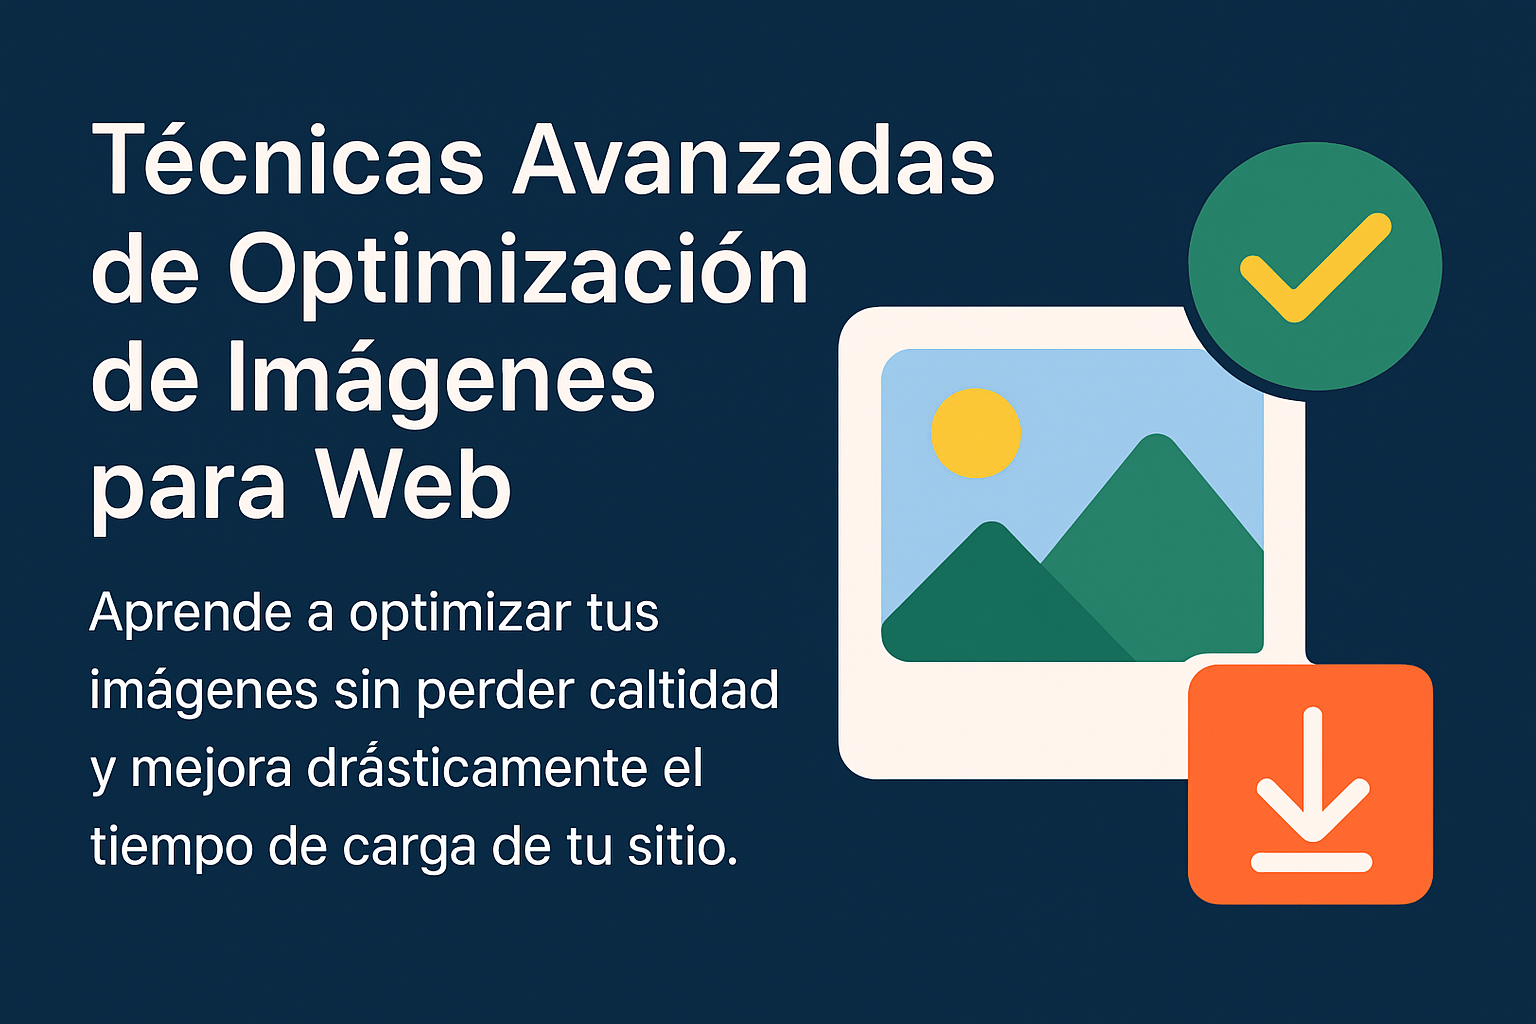 Técnicas Avanzadas
de Optimización
de Imágenes
para Web
Aprende a optimizar tus
imágenes sin perder caltidad
y mejora drásticamente el
tiempo de carga de tu sitio.